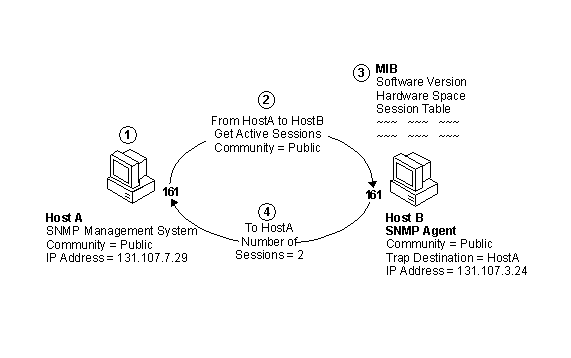 1
2
From HostA to HostB
Get Active Sessions
Community = Public
3
MIB
Software Version
Hardware Space
Session Table
~~~ ~~~ ~~~
~~~ ~~~ ~~~
161
161
4
To HostA
Number of
Sessions = 2
Host A
SNMP Management System
Community = Public
IP Address = 131.107.7.29
Host B
SNMP Agent
Community = Public
Trap Destination = HostA
IP Address = 131.107.3.24